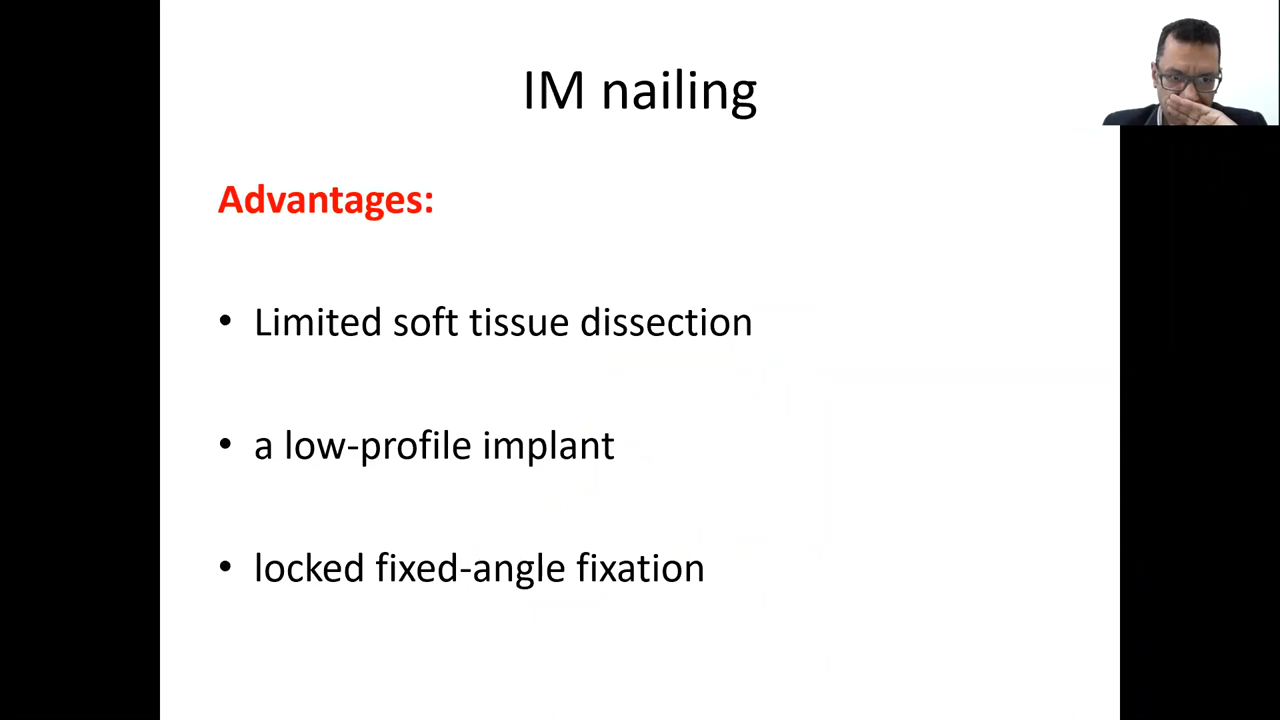 IM nailing
Advantages:
• Limited soft tissue dissection
• a low-profile implant
• locked fixed-angle fixation